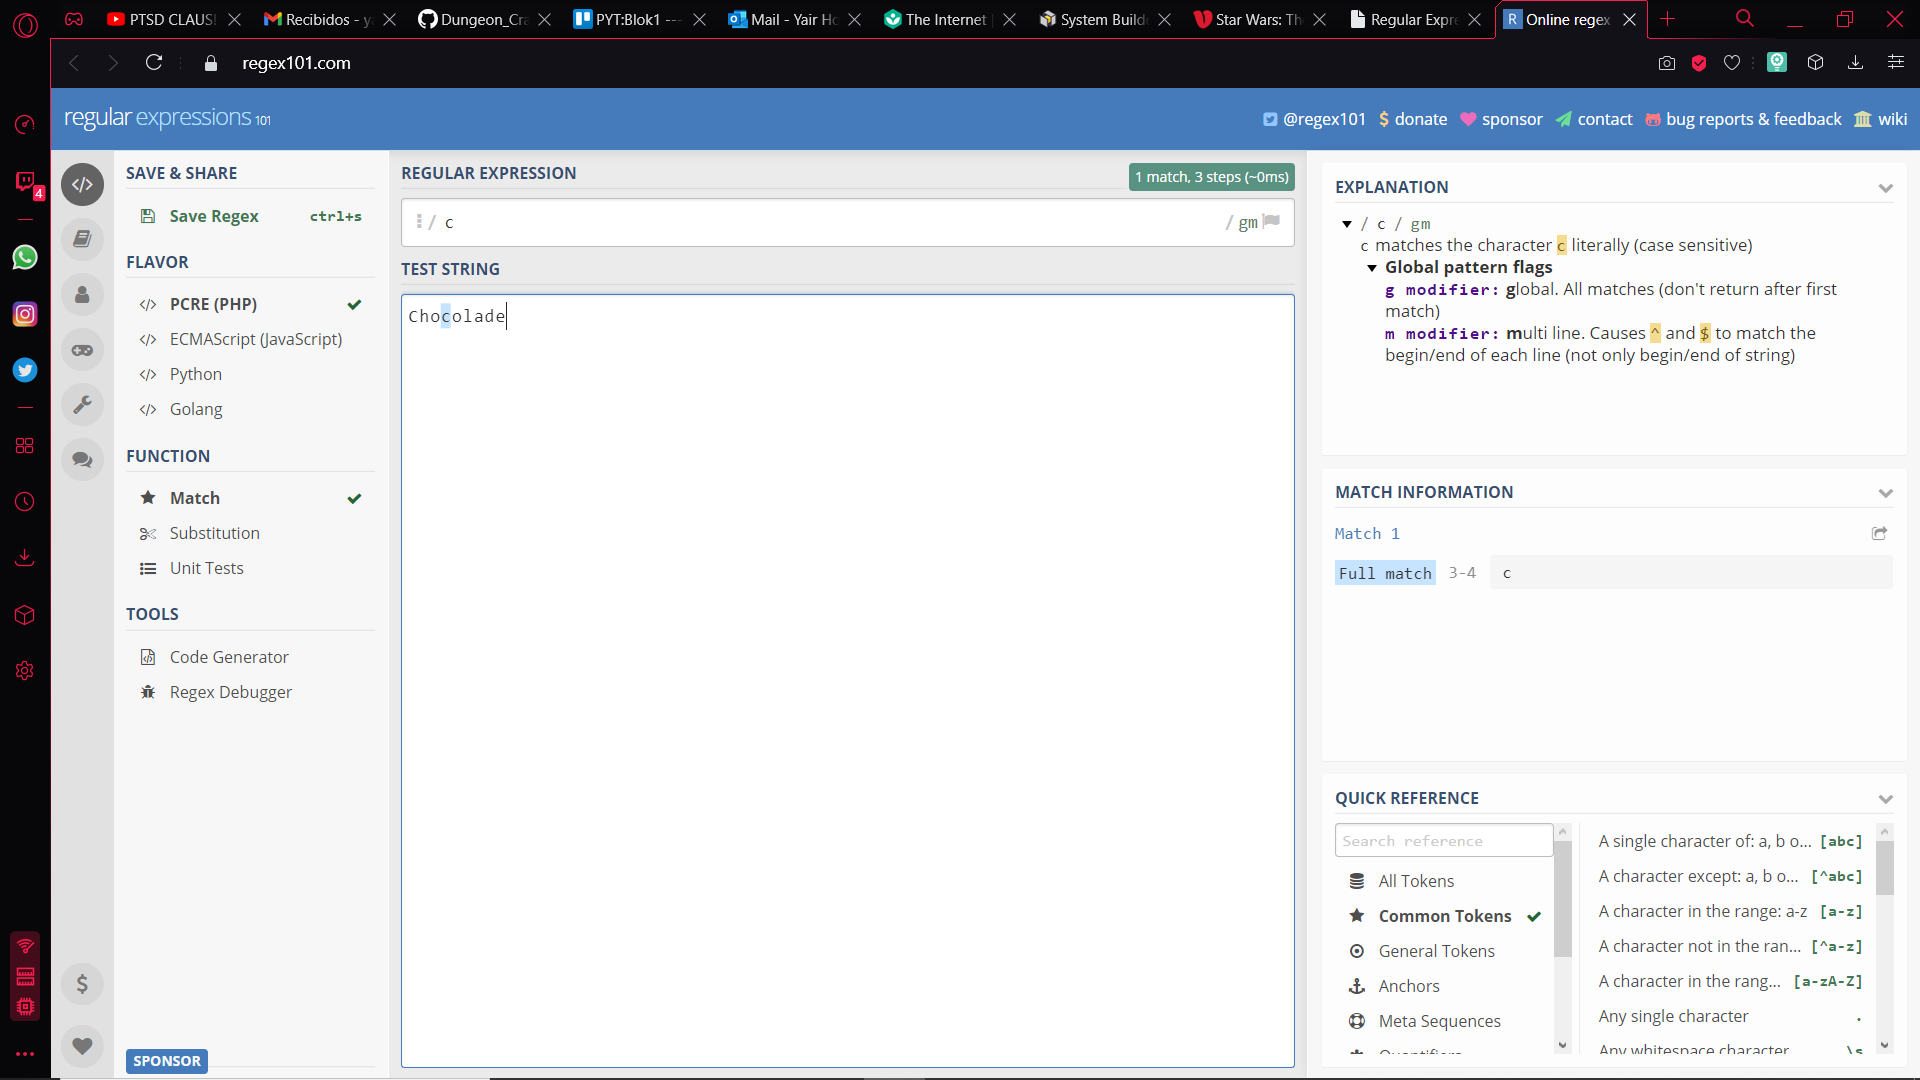 PTSD CLAUS!
Recibidos - ya
Dungeon_Cra
PYT:Blok1 ---
Mail - Yair Ho
The Internet
System Build
Star Wars: Th
Regular Expre
Online regex
regex101.com
regular expressions 101
@regex101
donate
sponsor
contact
bug reports & feedback
wiki
4
SAVE & SHARE
Save Regex ctrl+s
FLAVOR
PCRE (PHP)
ECMAScript (JavaScript)
Python
Golang
FUNCTION
Match
Substitution
Unit Tests
TOOLS
Code Generator
Regex Debugger
SPONSOR
REGULAR EXPRESSION
1 match, 3 steps (~0ms)
/ c / gm
TEST STRING
Chocolade
EXPLANATION
/ c / gm
c matches the character c literally (case sensitive)
Global pattern flags
g modifier: global. All matches (don't return after first
match)
m modifier: multi line. Causes ^ and $ to match the
begin/end of each line (not only begin/end of string)
MATCH INFORMATION
Match 1
Full match 3-4 c
QUICK REFERENCE
Search reference
All Tokens
Common Tokens
General Tokens
Anchors
Meta Sequences
Quantifiers
A single character of: a, b o... [abc]
A character except: a, b o... [^abc]
A character in the range: a-z [a-z]
A character not in the ran... [^a-z]
A character in the rang... [a-zA-Z]
Any single character .
Any whitespace character \s